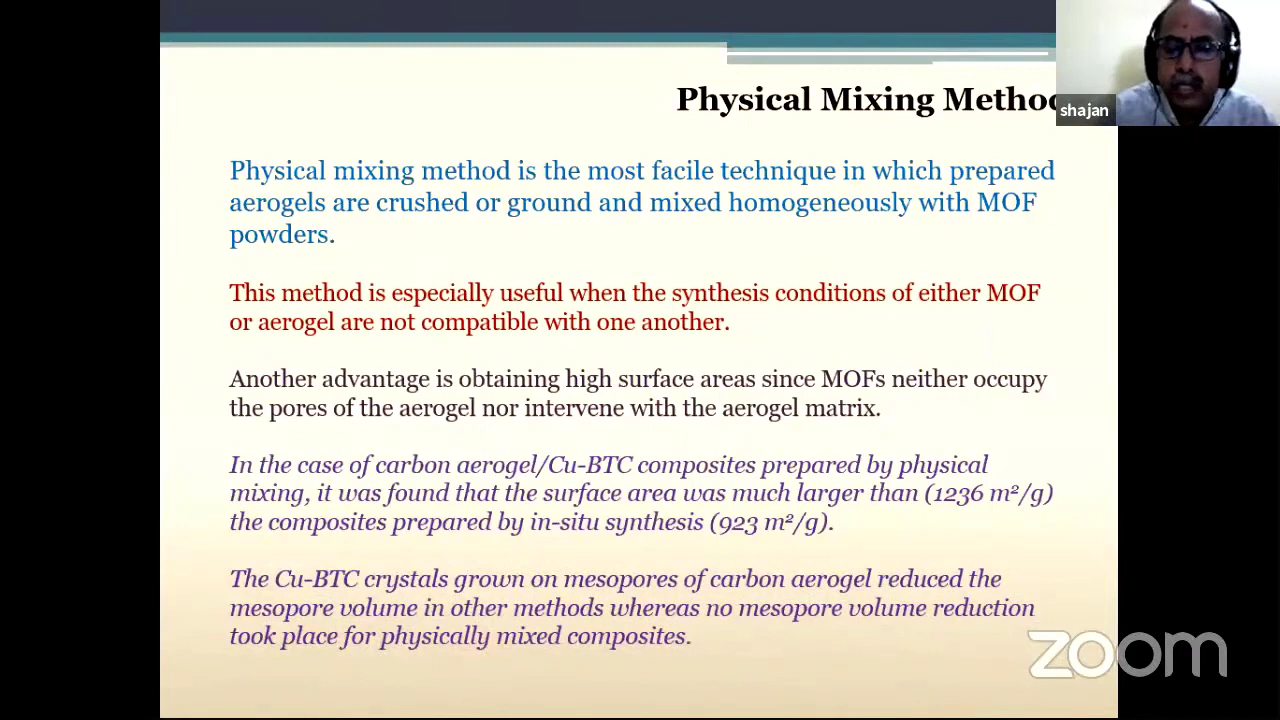 Physical Mixing Metho
shajan
Physical mixing method is the most facile technique in which prepared
aerogels are crushed or ground and mixed homogeneously with MOF
powders.
This method is especially useful when the synthesis conditions of either MOF
or aerogel are not compatible with one another.
Another advantage is obtaining high surface areas since MOFs neither occupy
the pores of the aerogel nor intervene with the aerogel matrix.
In the case of carbon aerogel/Cu-BTC composites prepared by physical
mixing, it was found that the surface area was much larger than (1236 m²/g)
the composites prepared by in-situ synthesis (923 m²/g).
The Cu-BTC crystals grown on mesopores of carbon aerogel reduced the
mesopore volume in other methods whereas no mesopore volume reduction
took place for physically mixed composites.
zoom